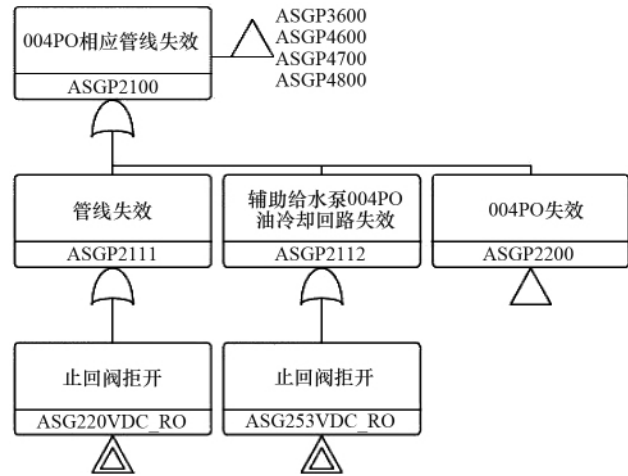 004PO相应管线失效
ASGP2100
ASGP3600
ASGP4600
ASGP4700
ASGP4800
管线失效
ASGP2111
辅助给水泵004PO
油冷却回路失效
ASGP2112
004PO失效
ASGP2200
止回阀拒开
ASG220VDC_RO
止回阀拒开
ASG253VDC_RO